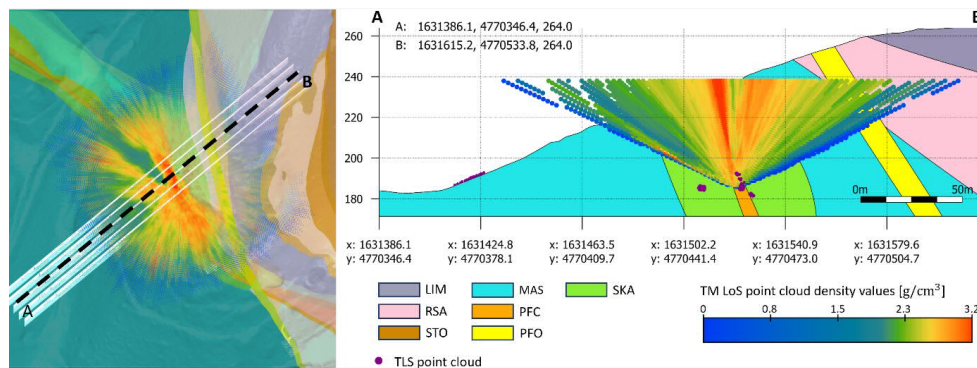 A
B
A: 1631386.1, 4770346.4, 264.0
B: 1631615.2, 4770533.8, 264.0
260
240
220
200
180
0m 50m
x: 1631386.1 x: 1631424.8 x: 1631463.5 x: 1631502.2 x: 1631540.9 x: 1631579.6
y: 4770346.4 y: 4770378.1 y: 4770409.7 y: 4770441.4 y: 4770473.0 y: 4770504.7
LIM MAS SKA
RSA PFC
STO PFO
TLS point cloud
TM LoS point cloud density values [g/cm³]
0 0.8 1.5 2.3 3.2
B
A